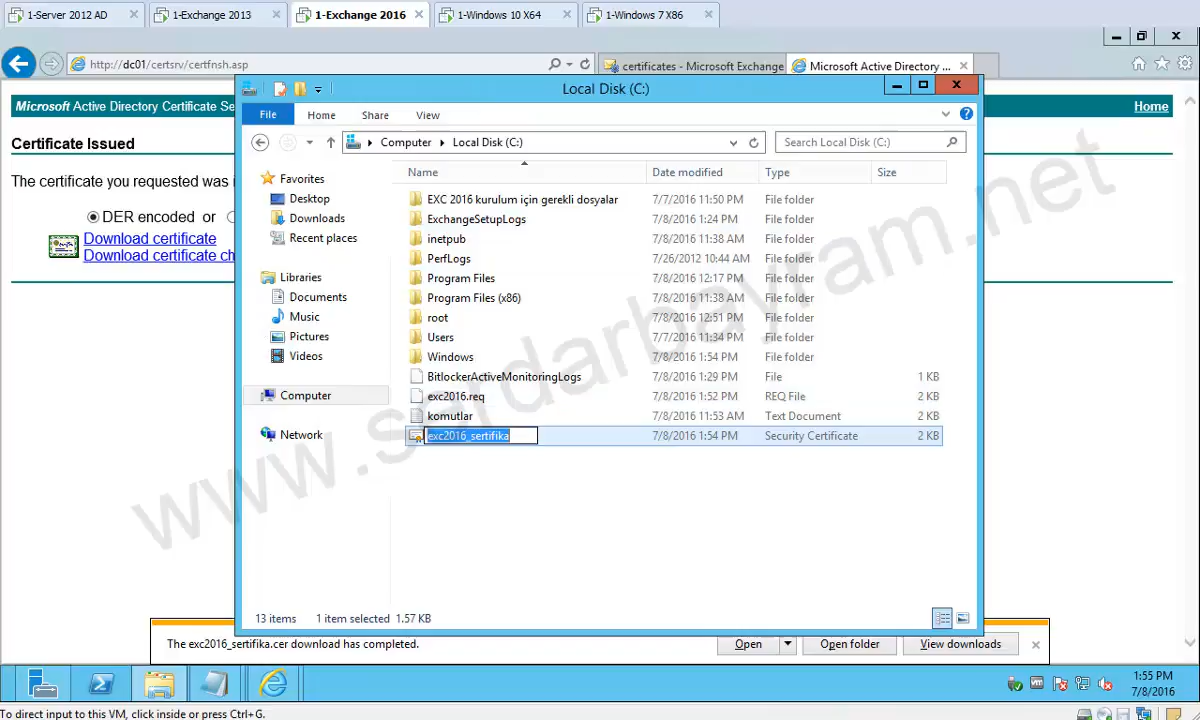 1-Server 2012 AD
1-Exchange 2013
1-Exchange 2016
1-Windows 10 X64
1-Windows 7 X86
http://dc01/certsrv/certfnsh.asp
certificates - Microsoft Exchange
Microsoft Active Directory ...
Microsoft Active Directory Certificate Se
Home
Certificate Issued
The certificate you requested was i
DER encoded or
Download certificate
Download certificate ch
Local Disk (C:)
File
Home
Share
View
Computer
Local Disk (C:)
Search Local Disk (C:)
Favorites
Desktop
Downloads
Recent places
Libraries
Documents
Music
Pictures
Videos
Computer
Network
Name Date modified Type Size
EXC 2016 kurulum için gerekli dosyalar 7/7/2016 11:50 PM File folder
ExchangeSetupLogs 7/8/2016 1:24 PM File folder
inetpub 7/8/2016 11:38 AM File folder
PerfLogs 7/26/2012 10:44 AM File folder
Program Files 7/8/2016 12:17 PM File folder
Program Files (x86) 7/8/2016 11:38 AM File folder
root 7/8/2016 12:51 PM File folder
Users 7/7/2016 11:34 PM File folder
Windows 7/8/2016 1:54 PM File folder
BitlockerActiveMonitoringLogs 7/8/2016 1:29 PM File 1 KB
exc2016.req 7/8/2016 1:52 PM REQ File 2 KB
komutlar 7/8/2016 11:53 AM Text Document 2 KB
exc2016_sertifika 7/8/2016 1:54 PM Security Certificate 2 KB
www.serdarbayram.net
13 items 1 item selected 1.57 KB
The exc2016_sertifika.cer download has completed.
Open
Open folder
View downloads
1:55 PM
7/8/2016
To direct input to this VM, click inside or press Ctrl+G.